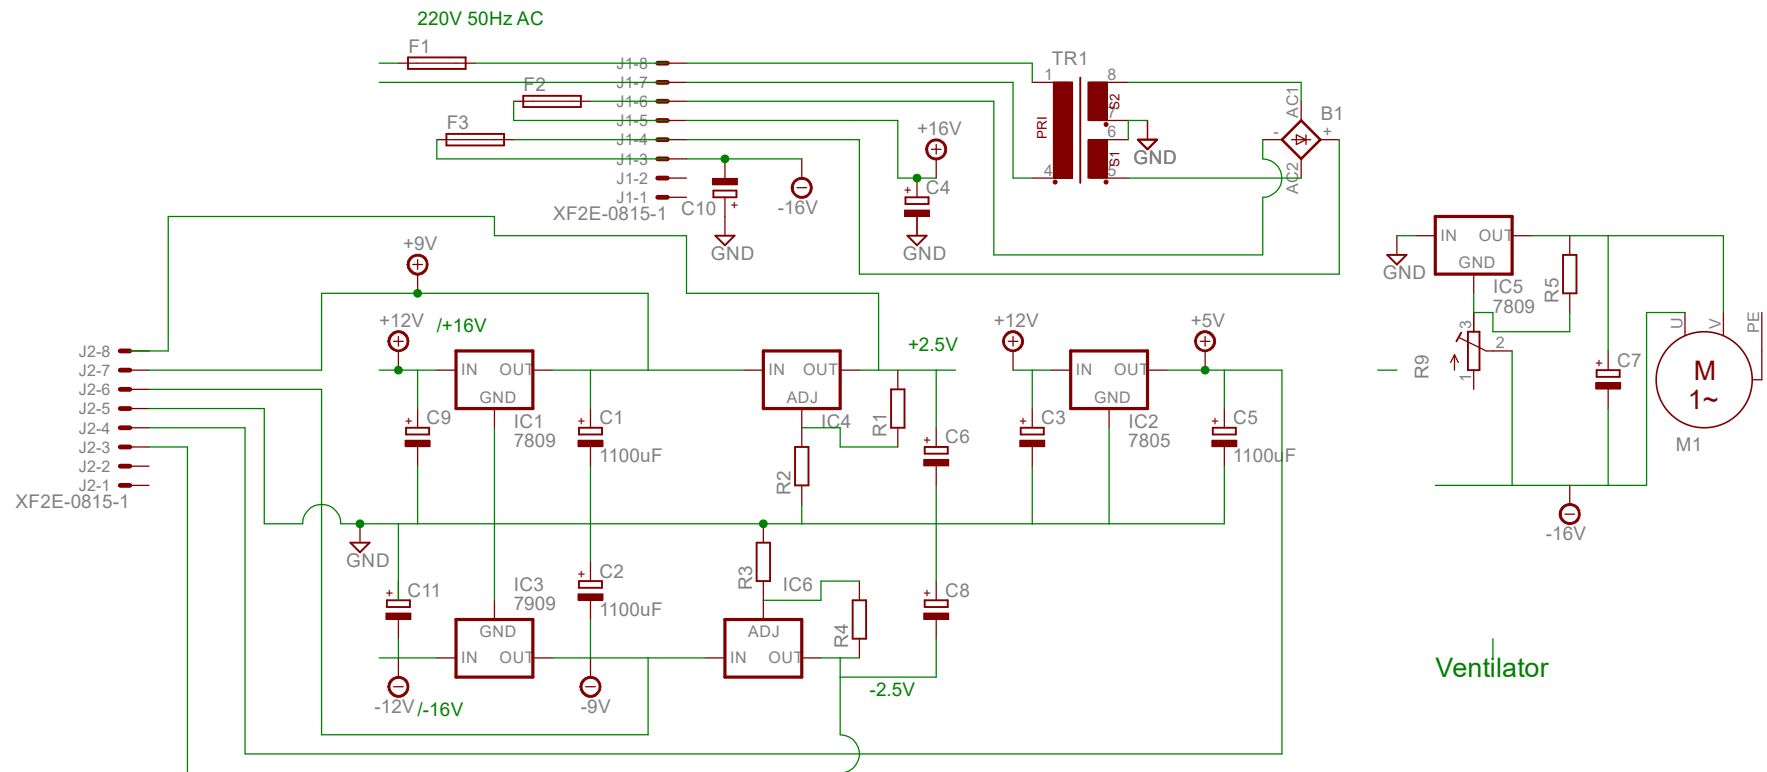 220V 50Hz AC
F1
J1-8
J1-7
F2
J1-6
J1-5
F3
J1-4
J1-3
J1-2
J1-1
XF2E-0815-1
C10
+
GND
-16V
+16V
+
C4
GND
TR1
1
4
PRI
8
S2
7
6
S1
5
GND
AC1
AC2
B1
-
+
J2-8
J2-7
J2-6
J2-5
J2-4
J2-3
J2-2
J2-1
XF2E-0815-1
+9V
+12V
/+16V
IN
OUT
GND
IC1
7809
+
C9
+
C1
1100uF
GND
+
C11
-12V
/-16V
IC3
7909
GND
IN
OUT
+
C2
1100uF
-9V
IN
OUT
ADJ
IC4
+2.5V
R1
R2
+
C6
R3
IC6
ADJ
IN
OUT
R4
+
C8
-2.5V
+12V
+5V
IN
OUT
GND
IC2
7805
+
C3
+
C5
1100uF
GND
IN
OUT
GND
IC5
7809
R5
R9
3
2
1
+
C7
U
V
PE
M
1~
M1
-16V
Ventilator